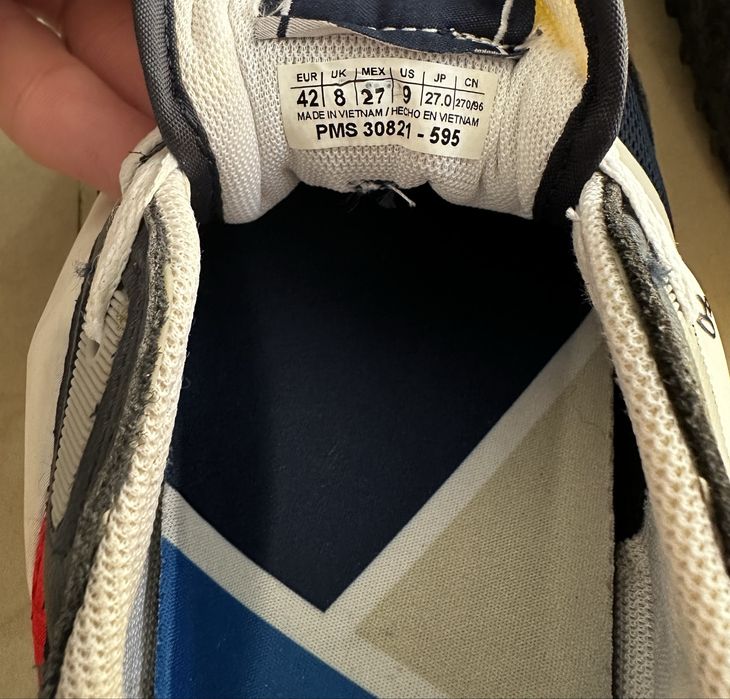 EUR UK MEX US JP CN
42 8 27 9 27.0 270/96
MADE IN VIETNAM / HECHO EN VIETNAM
PMS 30821 - 595